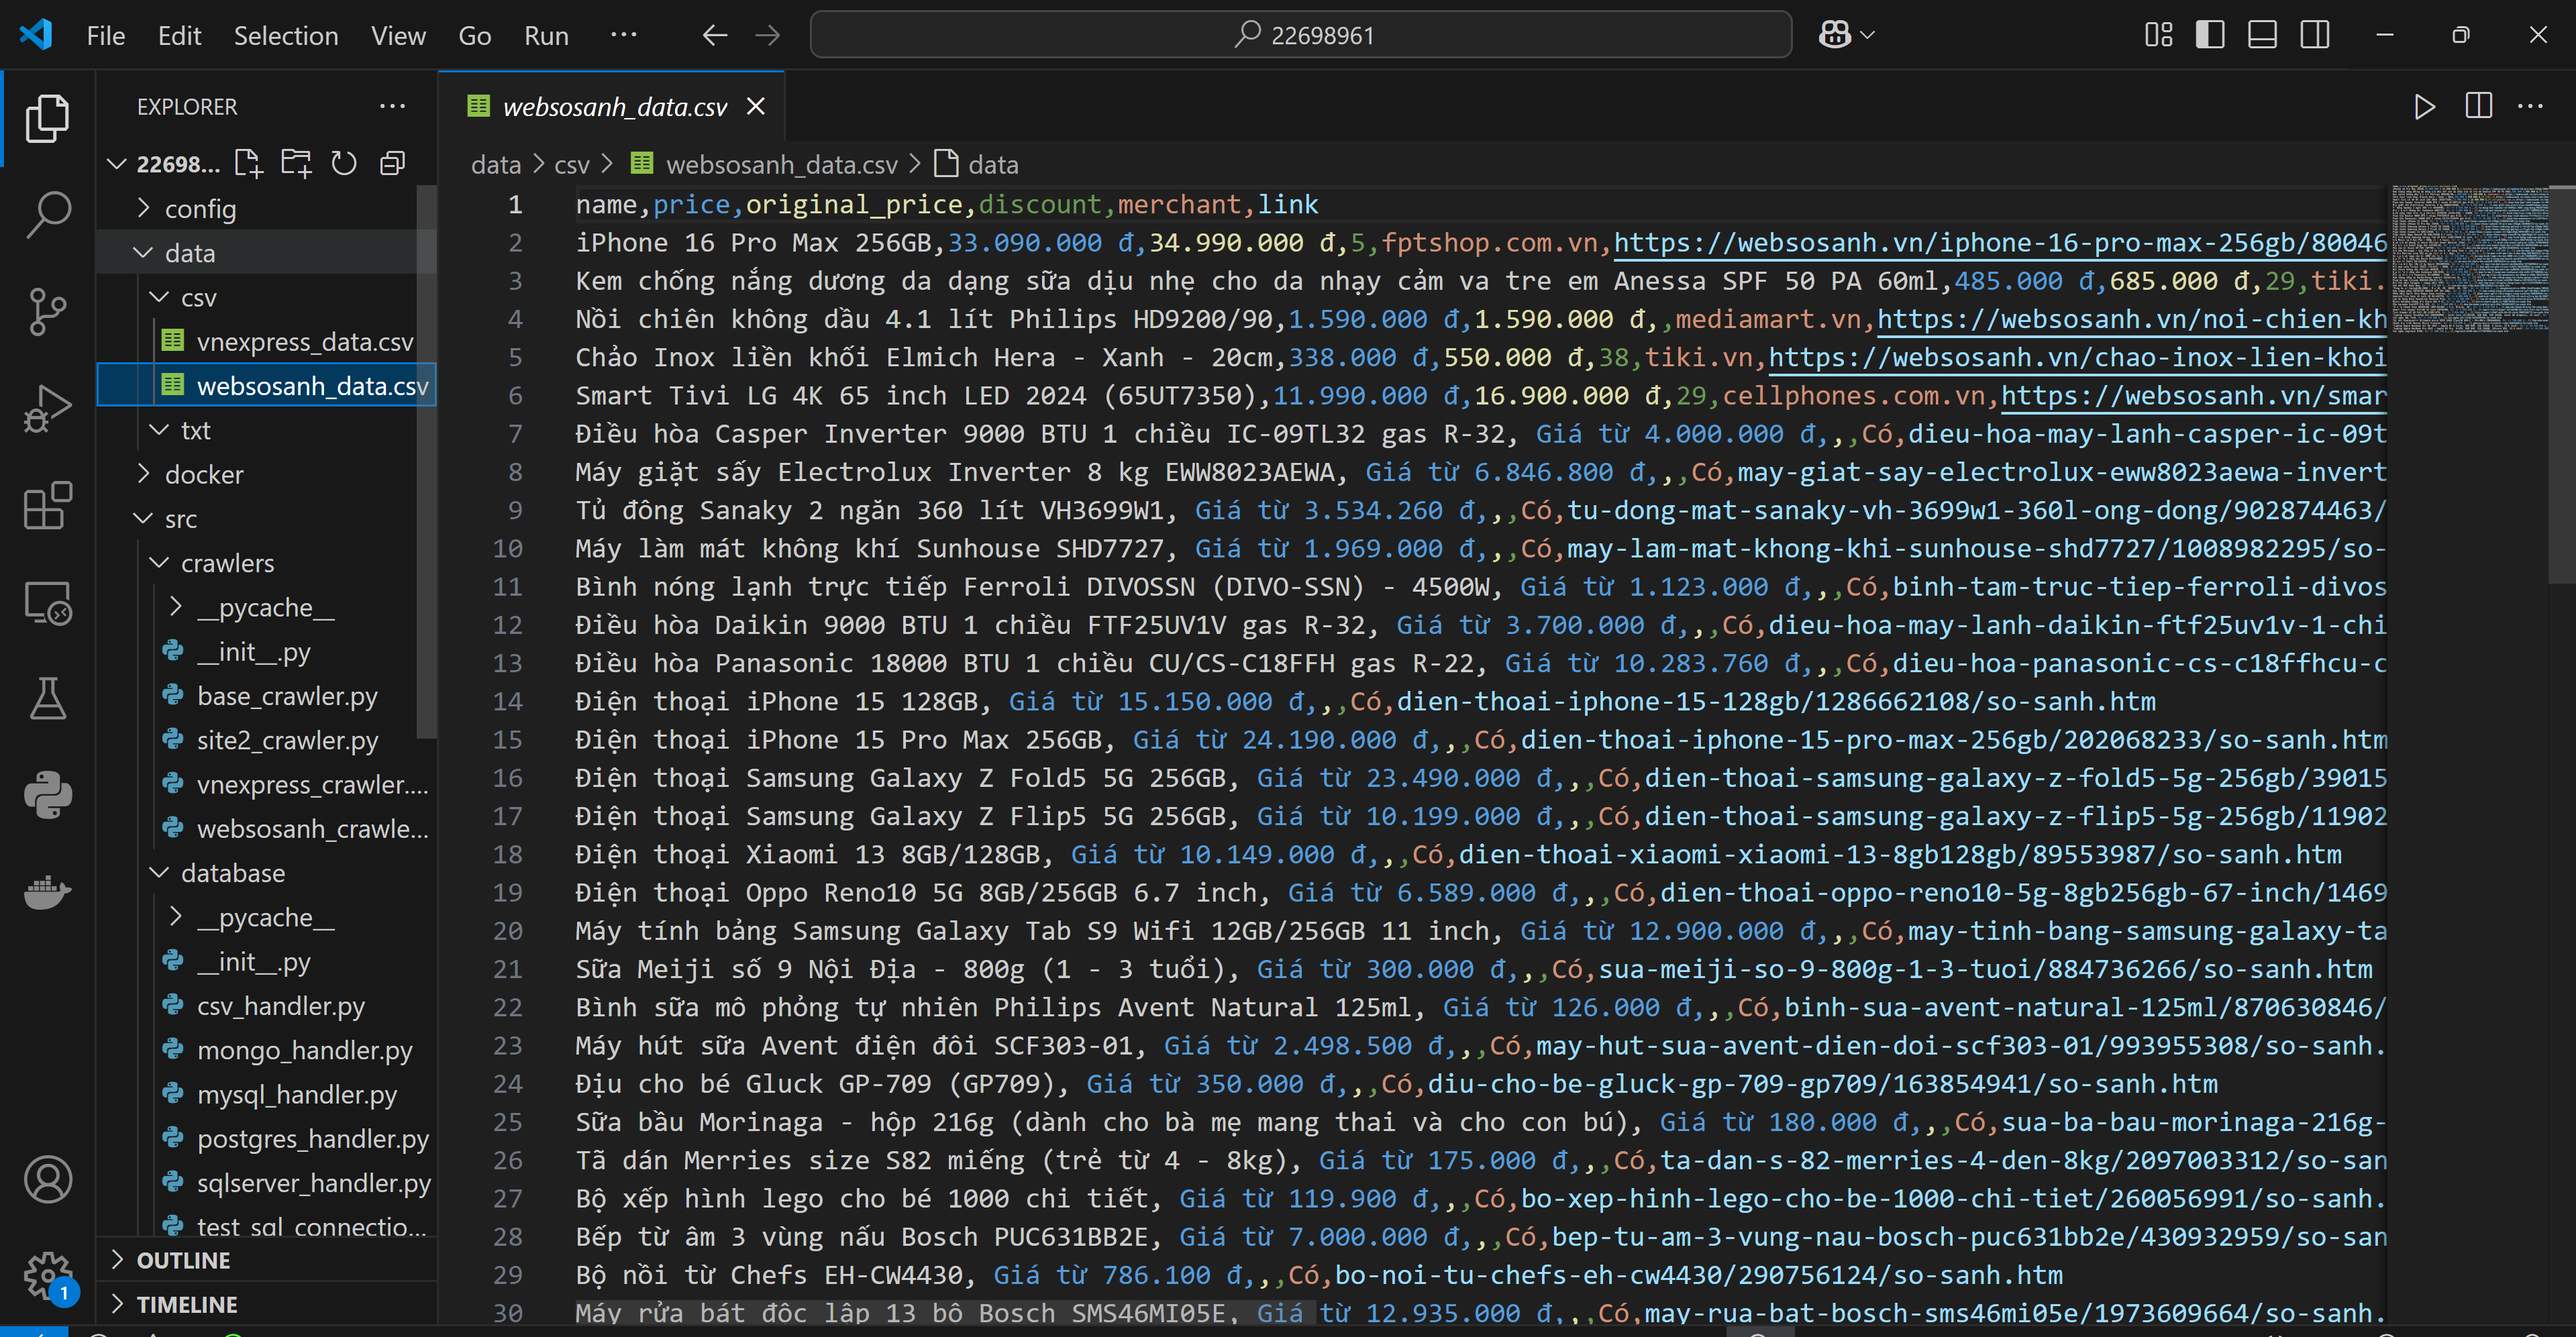 File Edit Selection View Go Run ··· 22698961
EXPLORER ···
22698...
config
data
csv
vnexpress_data.csv
websosanh_data.csv
txt
docker
src
crawlers
__pycache__
__init__.py
base_crawler.py
site2_crawler.py
vnexpress_crawler....
websosanh_crawle...
database
__pycache__
__init__.py
csv_handler.py
mongo_handler.py
mysql_handler.py
postgres_handler.py
sqlserver_handler.py
test_sql_connectio...
OUTLINE
TIMELINE
1
websosanh_data.csv
data > csv > websosanh_data.csv > data
1 name,price,original_price,discount,merchant,link
2 iPhone 16 Pro Max 256GB,33.090.000 đ,34.990.000 đ,5,fptshop.com.vn,https://websosanh.vn/iphone-16-pro-max-256gb/80046
3 Kem chống nắng dương da dạng sữa dịu nhẹ cho da nhạy cảm va tre em Anessa SPF 50 PA 60ml,485.000 đ,685.000 đ,29,tiki.
4 Nồi chiên không dầu 4.1 lít Philips HD9200/90,1.590.000 đ,1.590.000 đ,,mediamart.vn,https://websosanh.vn/noi-chien-kh
5 Chảo Inox liền khối Elmich Hera - Xanh - 20cm,338.000 đ,550.000 đ,38,tiki.vn,https://websosanh.vn/chao-inox-lien-khoi
6 Smart Tivi LG 4K 65 inch LED 2024 (65UT7350),11.990.000 đ,16.900.000 đ,29,cellphones.com.vn,https://websosanh.vn/smar
7 Điều hòa Casper Inverter 9000 BTU 1 chiều IC-09TL32 gas R-32, Giá từ 4.000.000 đ,,,Có,dieu-hoa-may-lanh-casper-ic-09t
8 Máy giặt sấy Electrolux Inverter 8 kg EWW8023AEWA, Giá từ 6.846.800 đ,,,Có,may-giat-say-electrolux-eww8023aewa-invert
9 Tủ đông Sanaky 2 ngăn 360 lít VH3699W1, Giá từ 3.534.260 đ,,,Có,tu-dong-mat-sanaky-vh-3699w1-360l-ong-dong/902874463/
10 Máy làm mát không khí Sunhouse SHD7727, Giá từ 1.969.000 đ,,,Có,may-lam-mat-khong-khi-sunhouse-shd7727/1008982295/so-
11 Bình nóng lạnh trực tiếp Ferroli DIVOSSN (DIVO-SSN) - 4500W, Giá từ 1.123.000 đ,,,Có,binh-tam-truc-tiep-ferroli-divos
12 Điều hòa Daikin 9000 BTU 1 chiều FTF25UV1V gas R-32, Giá từ 3.700.000 đ,,,Có,dieu-hoa-may-lanh-daikin-ftf25uv1v-1-chi
13 Điều hòa Panasonic 18000 BTU 1 chiều CU/CS-C18FFH gas R-22, Giá từ 10.283.760 đ,,,Có,dieu-hoa-panasonic-cs-c18ffhcu-c
14 Điện thoại iPhone 15 128GB, Giá từ 15.150.000 đ,,,Có,dien-thoai-iphone-15-128gb/1286662108/so-sanh.htm
15 Điện thoại iPhone 15 Pro Max 256GB, Giá từ 24.190.000 đ,,,Có,dien-thoai-iphone-15-pro-max-256gb/202068233/so-sanh.htm
16 Điện thoại Samsung Galaxy Z Fold5 5G 256GB, Giá từ 23.490.000 đ,,,Có,dien-thoai-samsung-galaxy-z-fold5-5g-256gb/39015
17 Điện thoại Samsung Galaxy Z Flip5 5G 256GB, Giá từ 10.199.000 đ,,,Có,dien-thoai-samsung-galaxy-z-flip5-5g-256gb/11902
18 Điện thoại Xiaomi 13 8GB/128GB, Giá từ 10.149.000 đ,,,Có,dien-thoai-xiaomi-xiaomi-13-8gb128gb/89553987/so-sanh.htm
19 Điện thoại Oppo Reno10 5G 8GB/256GB 6.7 inch, Giá từ 6.589.000 đ,,,Có,dien-thoai-oppo-reno10-5g-8gb256gb-67-inch/1469
20 Máy tính bảng Samsung Galaxy Tab S9 Wifi 12GB/256GB 11 inch, Giá từ 12.900.000 đ,,,Có,may-tinh-bang-samsung-galaxy-ta
21 Sữa Meiji số 9 Nội Địa - 800g (1 - 3 tuổi), Giá từ 300.000 đ,,,Có,sua-meiji-so-9-800g-1-3-tuoi/884736266/so-sanh.htm
22 Bình sữa mô phỏng tự nhiên Philips Avent Natural 125ml, Giá từ 126.000 đ,,,Có,binh-sua-avent-natural-125ml/870630846/
23 Máy hút sữa Avent điện đôi SCF303-01, Giá từ 2.498.500 đ,,,Có,may-hut-sua-avent-dien-doi-scf303-01/993955308/so-sanh.
24 Địu cho bé Gluck GP-709 (GP709), Giá từ 350.000 đ,,,Có,diu-cho-be-gluck-gp-709-gp709/163854941/so-sanh.htm
25 Sữa bầu Morinaga - hộp 216g (dành cho bà mẹ mang thai và cho con bú), Giá từ 180.000 đ,,,Có,sua-ba-bau-morinaga-216g-
26 Tã dán Merries size S82 miếng (trẻ từ 4 - 8kg), Giá từ 175.000 đ,,,Có,ta-dan-s-82-merries-4-den-8kg/2097003312/so-san
27 Bộ xếp hình lego cho bé 1000 chi tiết, Giá từ 119.900 đ,,,Có,bo-xep-hinh-lego-cho-be-1000-chi-tiet/260056991/so-sanh.
28 Bếp từ âm 3 vùng nấu Bosch PUC631BB2E, Giá từ 7.000.000 đ,,,Có,bep-tu-am-3-vung-nau-bosch-puc631bb2e/430932959/so-san
29 Bộ nồi từ Chefs EH-CW4430, Giá từ 786.100 đ,,,Có,bo-noi-tu-chefs-eh-cw4430/290756124/so-sanh.htm
30 Máy rửa bát độc lập 13 bộ Bosch SMS46MI05E, Giá từ 12.935.000 đ,,,Có,may-rua-bat-bosch-sms46mi05e/1973609664/so-sanh.